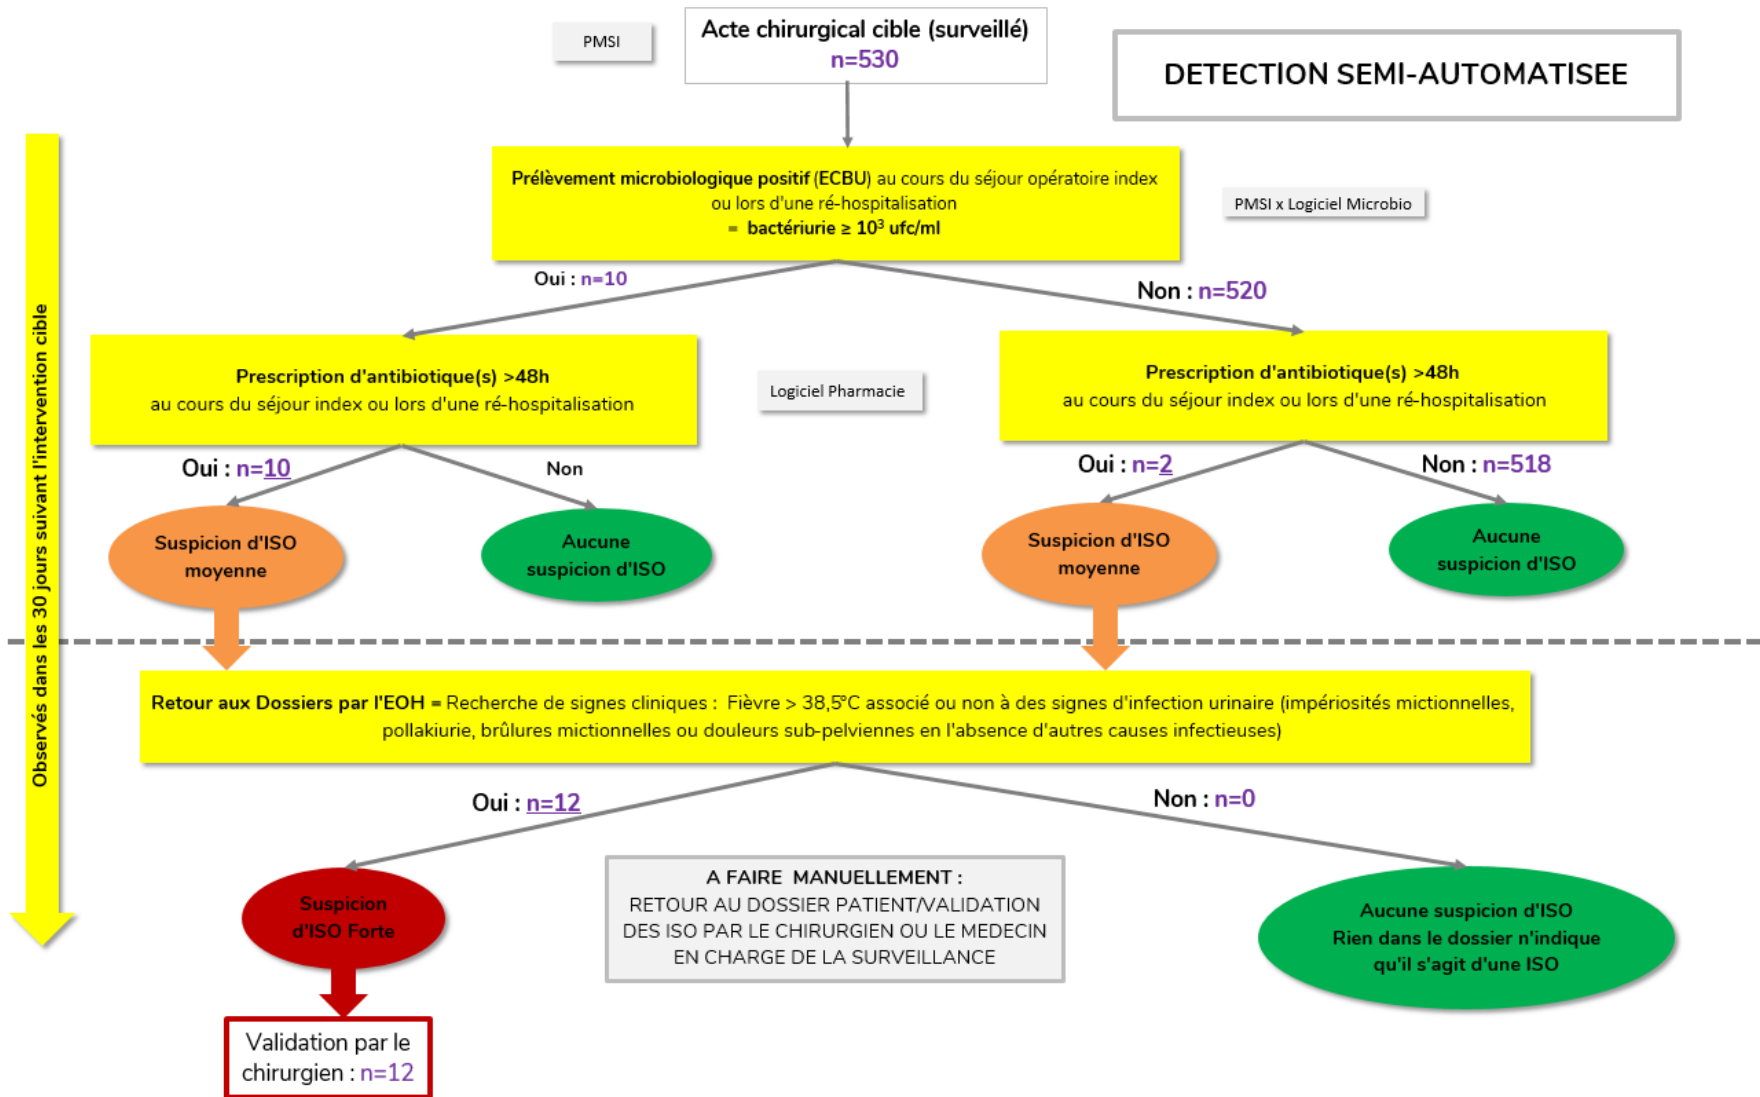 PMSI
Acte chirurgical cible (surveillé)
n=530
DETECTION SEMI-AUTOMATISEE
Prélèvement microbiologique positif (ECBU) au cours du séjour opératoire index
ou lors d'une ré-hospitalisation
= bactériurie ≥ 10³ ufc/ml
PMSI x Logiciel Microbio
Oui : n=10
Non : n=520
Observés dans les 30 jours suivant l'intervention cible
Prescription d'antibiotique(s) >48h
au cours du séjour index ou lors d'une ré-hospitalisation
Logiciel Pharmacie
Prescription d'antibiotique(s) >48h
au cours du séjour index ou lors d'une ré-hospitalisation
Oui : n=10
Non
Oui : n=2
Non : n=518
Suspicion d'ISO
moyenne
Aucune
suspicion d'ISO
Suspicion d'ISO
moyenne
Aucune
suspicion d'ISO
Retour aux Dossiers par l'EOH = Recherche de signes cliniques : Fièvre > 38,5°C associé ou non à des signes d'infection urinaire (impériosités mictionnelles,
pollakiurie, brûlures mictionnelles ou douleurs sub-pelviennes en l'absence d'autres causes infectieuses)
Oui : n=12
Non : n=0
Suspicion
d'ISO Forte
A FAIRE MANUELLEMENT :
RETOUR AU DOSSIER PATIENT/VALIDATION
DES ISO PAR LE CHIRURGIEN OU LE MEDECIN
EN CHARGE DE LA SURVEILLANCE
Aucune suspicion d'ISO
Rien dans le dossier n'indique
qu'il s'agit d'une ISO
Validation par le
chirurgien : n=12